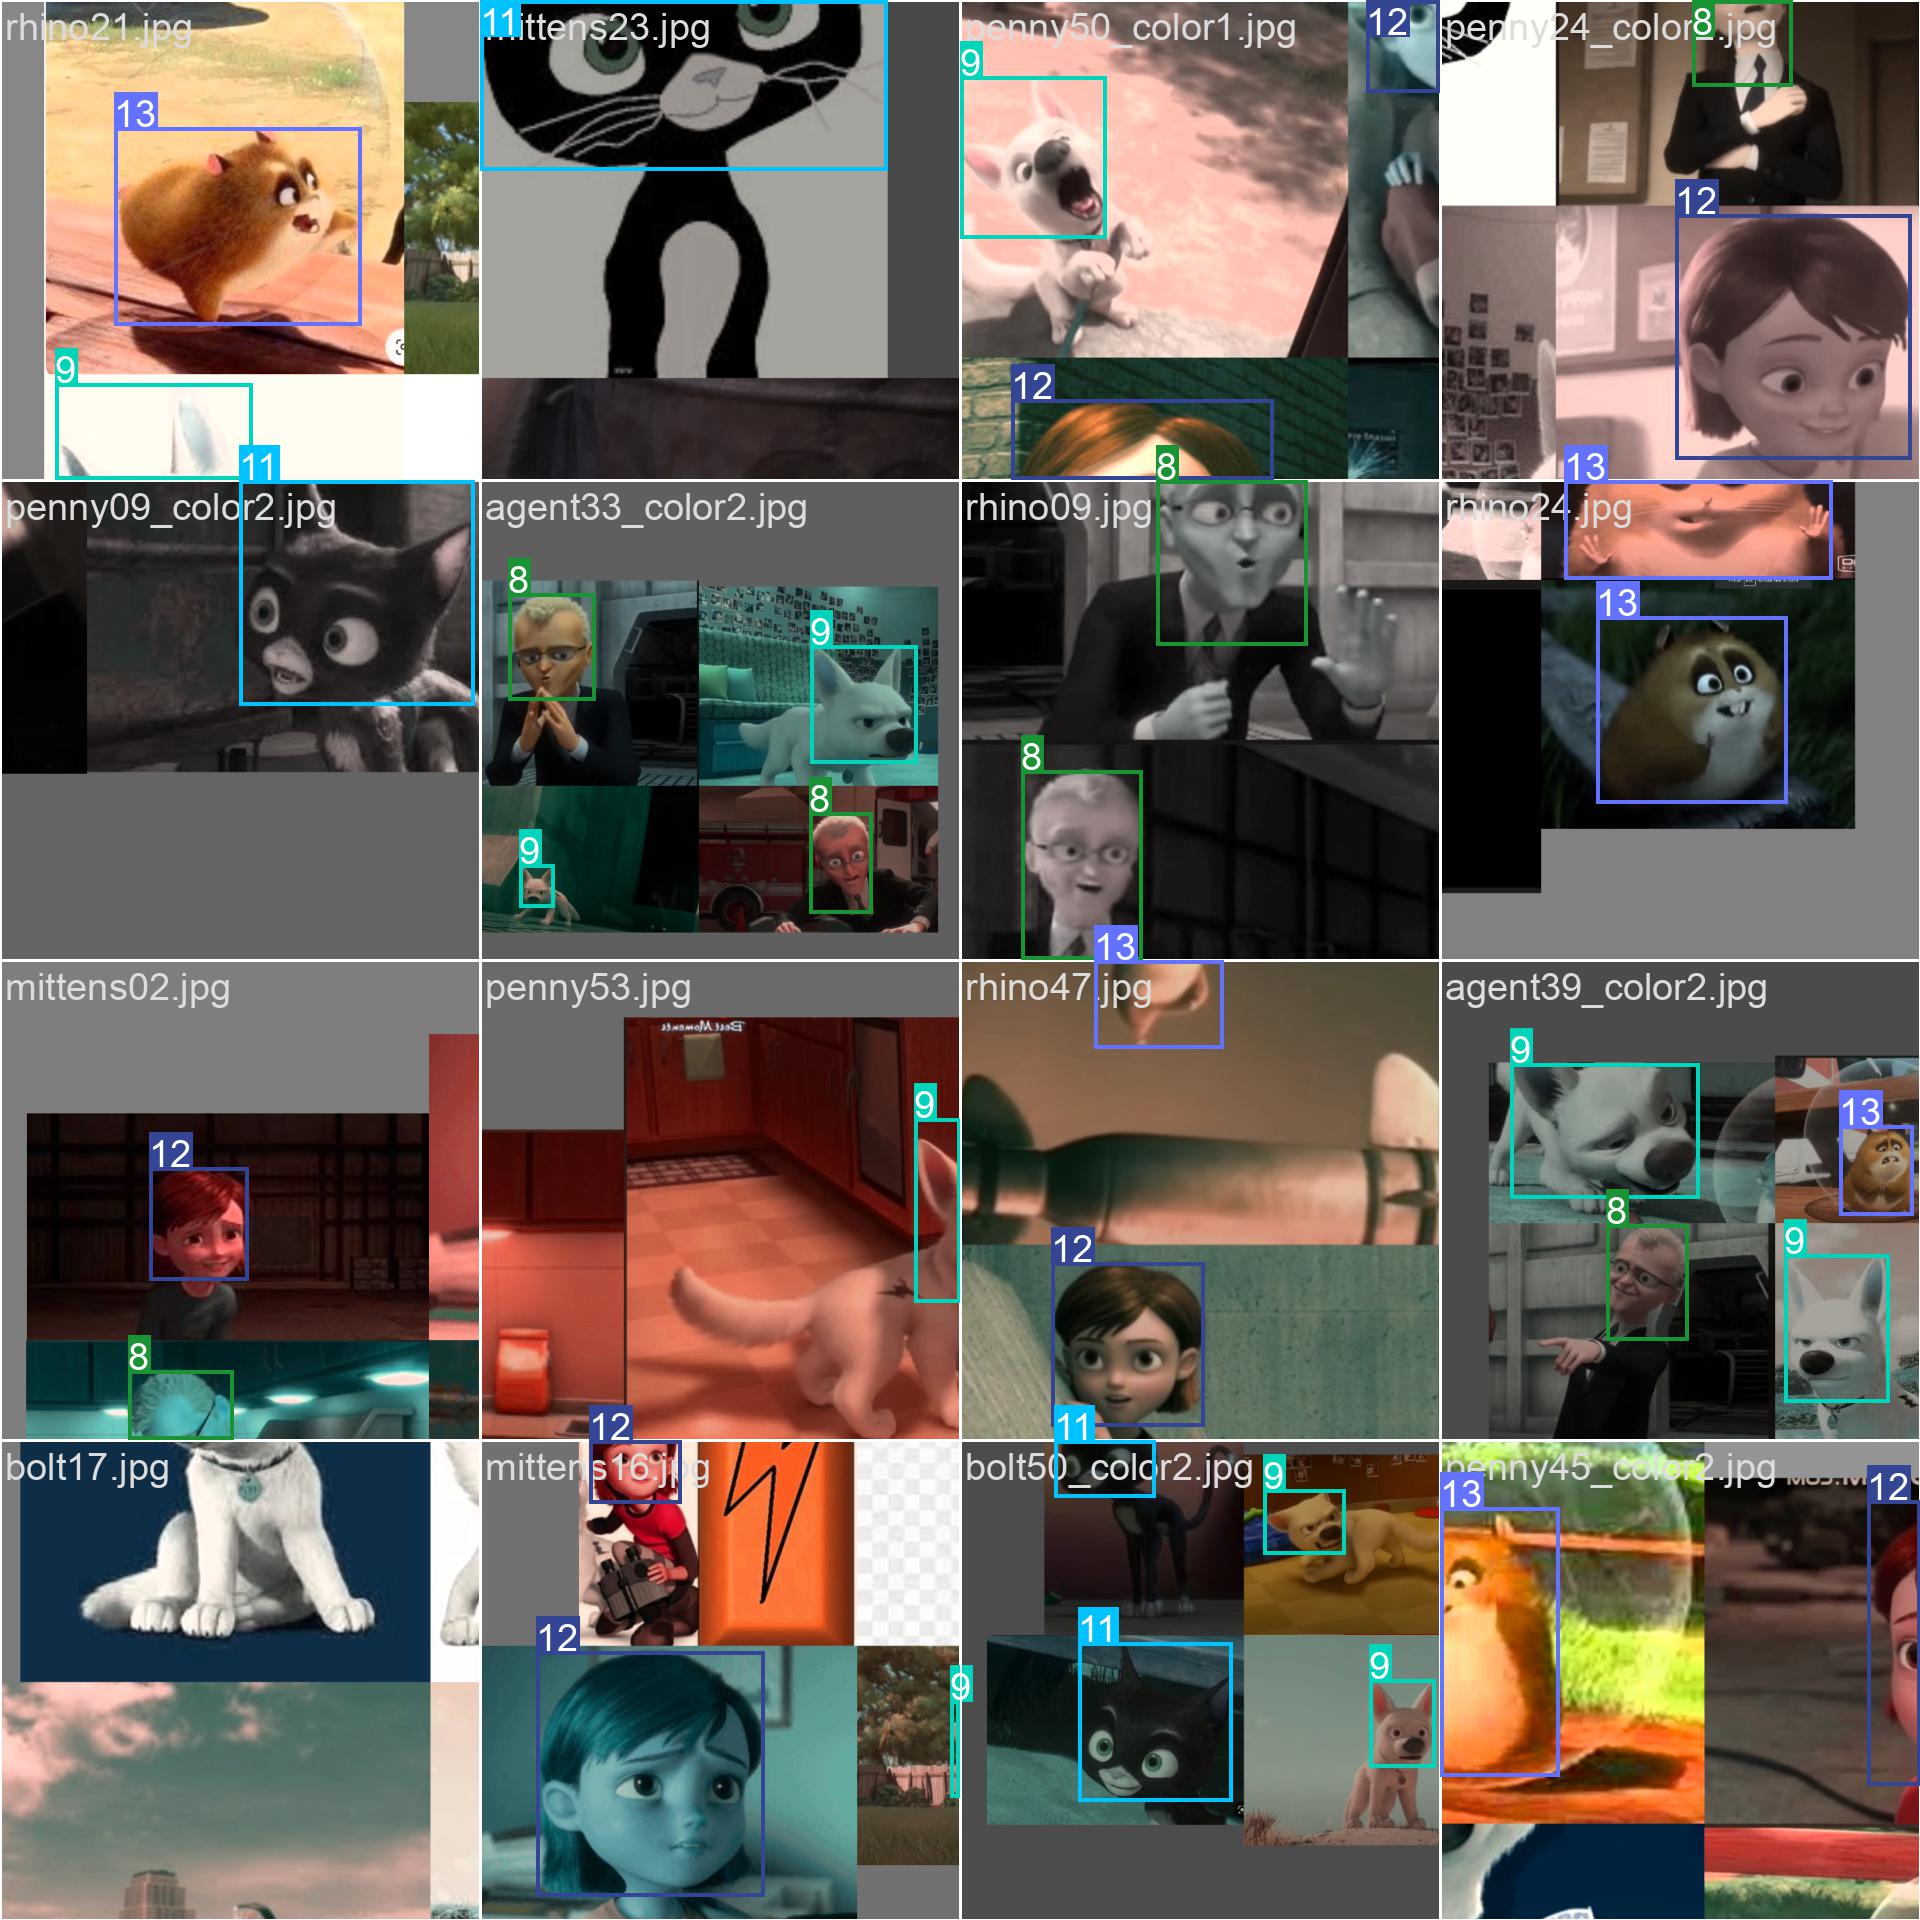 rhino21.jpg
13
9
11
11
mittens23.jpg
penny50_color1.jpg
12
9
12
8
penny24_color2.jpg
8
12
13
penny09_color2.jpg
agent33_color2.jpg
8
9
9
8
rhino09.jpg
8
13
rhino24.jpg
13
mittens02.jpg
12
8
penny53.jpg
Best Moments
9
12
rhino47.jpg
12
11
agent39_color2.jpg
9
13
8
9
bolt17.jpg
mittens16.jpg
12
9
bolt50_color2.jpg
9
11
9
penny45_color2.jpg
13
12